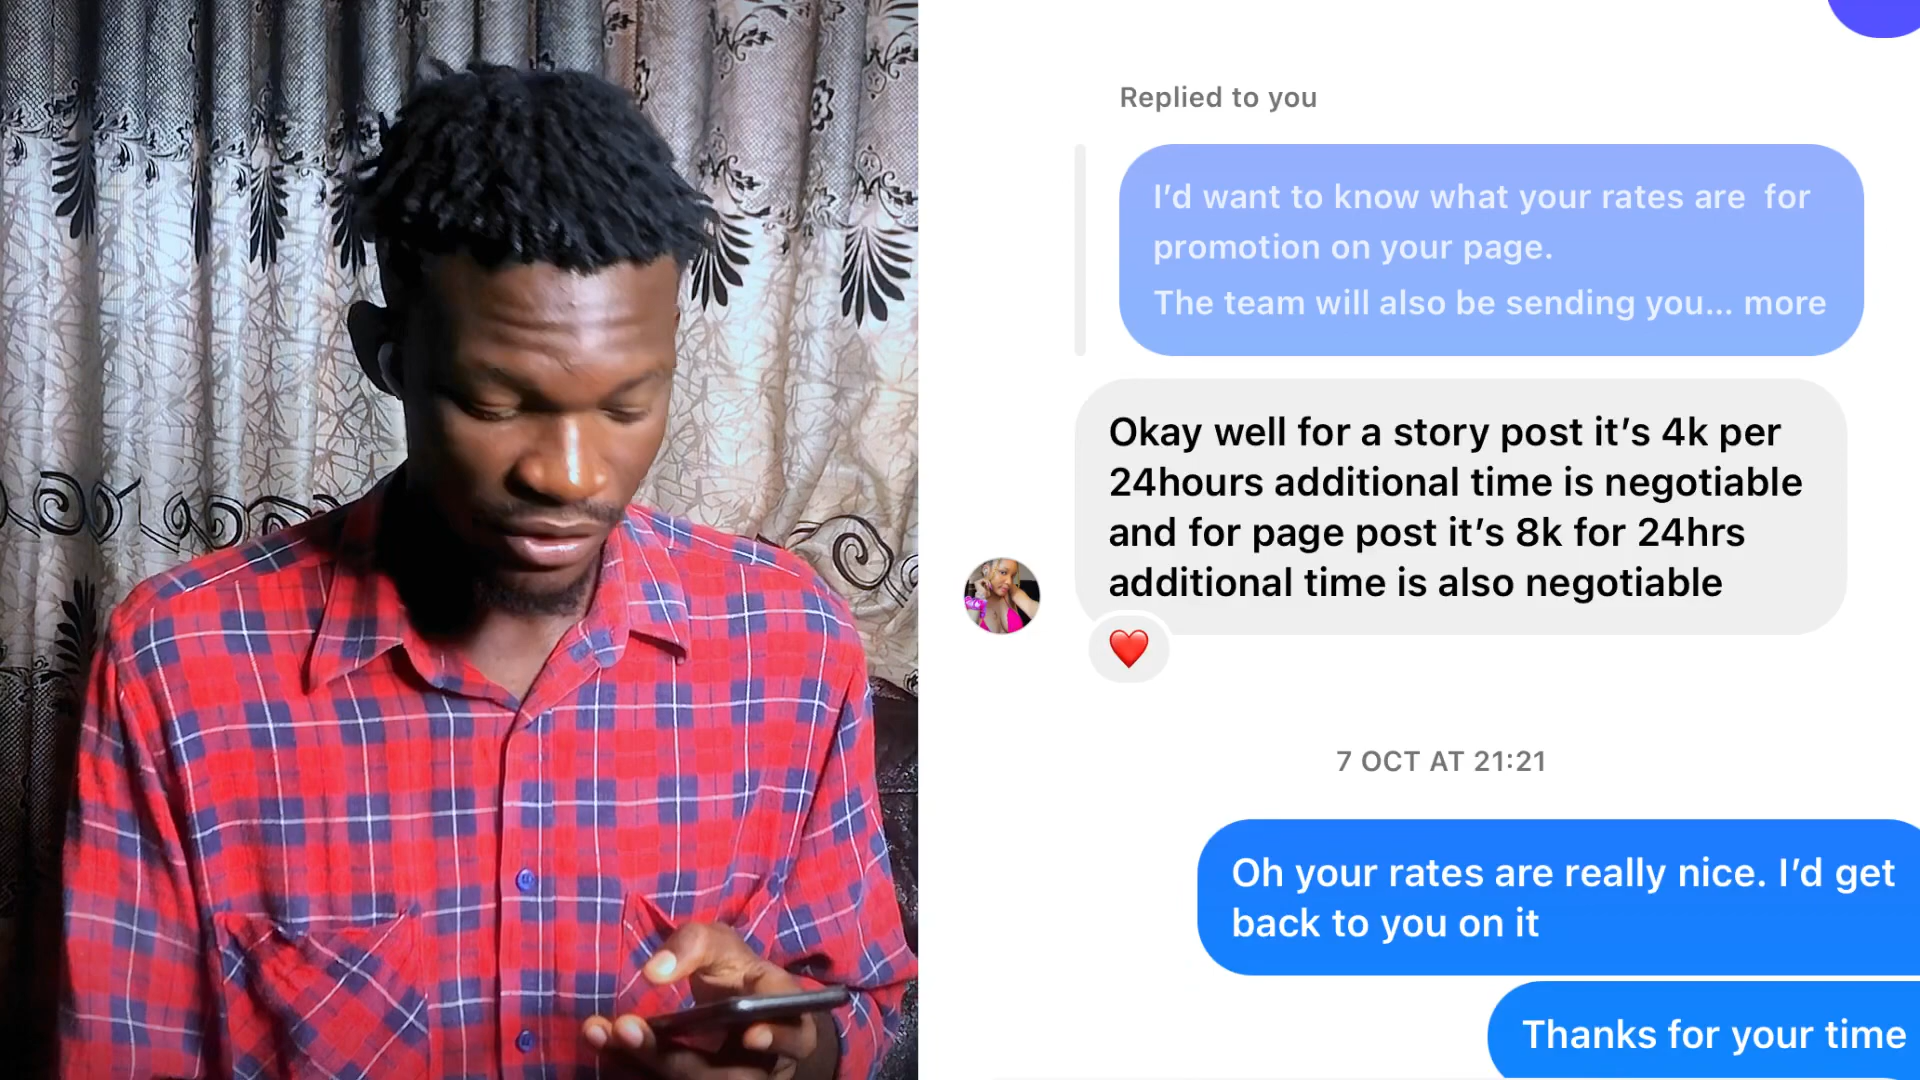 Replied to you
I’d want to know what your rates are  for
promotion on your page.
The team will also be sending you... more
Okay well for a story post it’s 4k per
24hours additional time is negotiable
and for page post it’s 8k for 24hrs
additional time is also negotiable
7 OCT AT 21:21
Oh your rates are really nice. I’d get
back to you on it
Thanks for your time